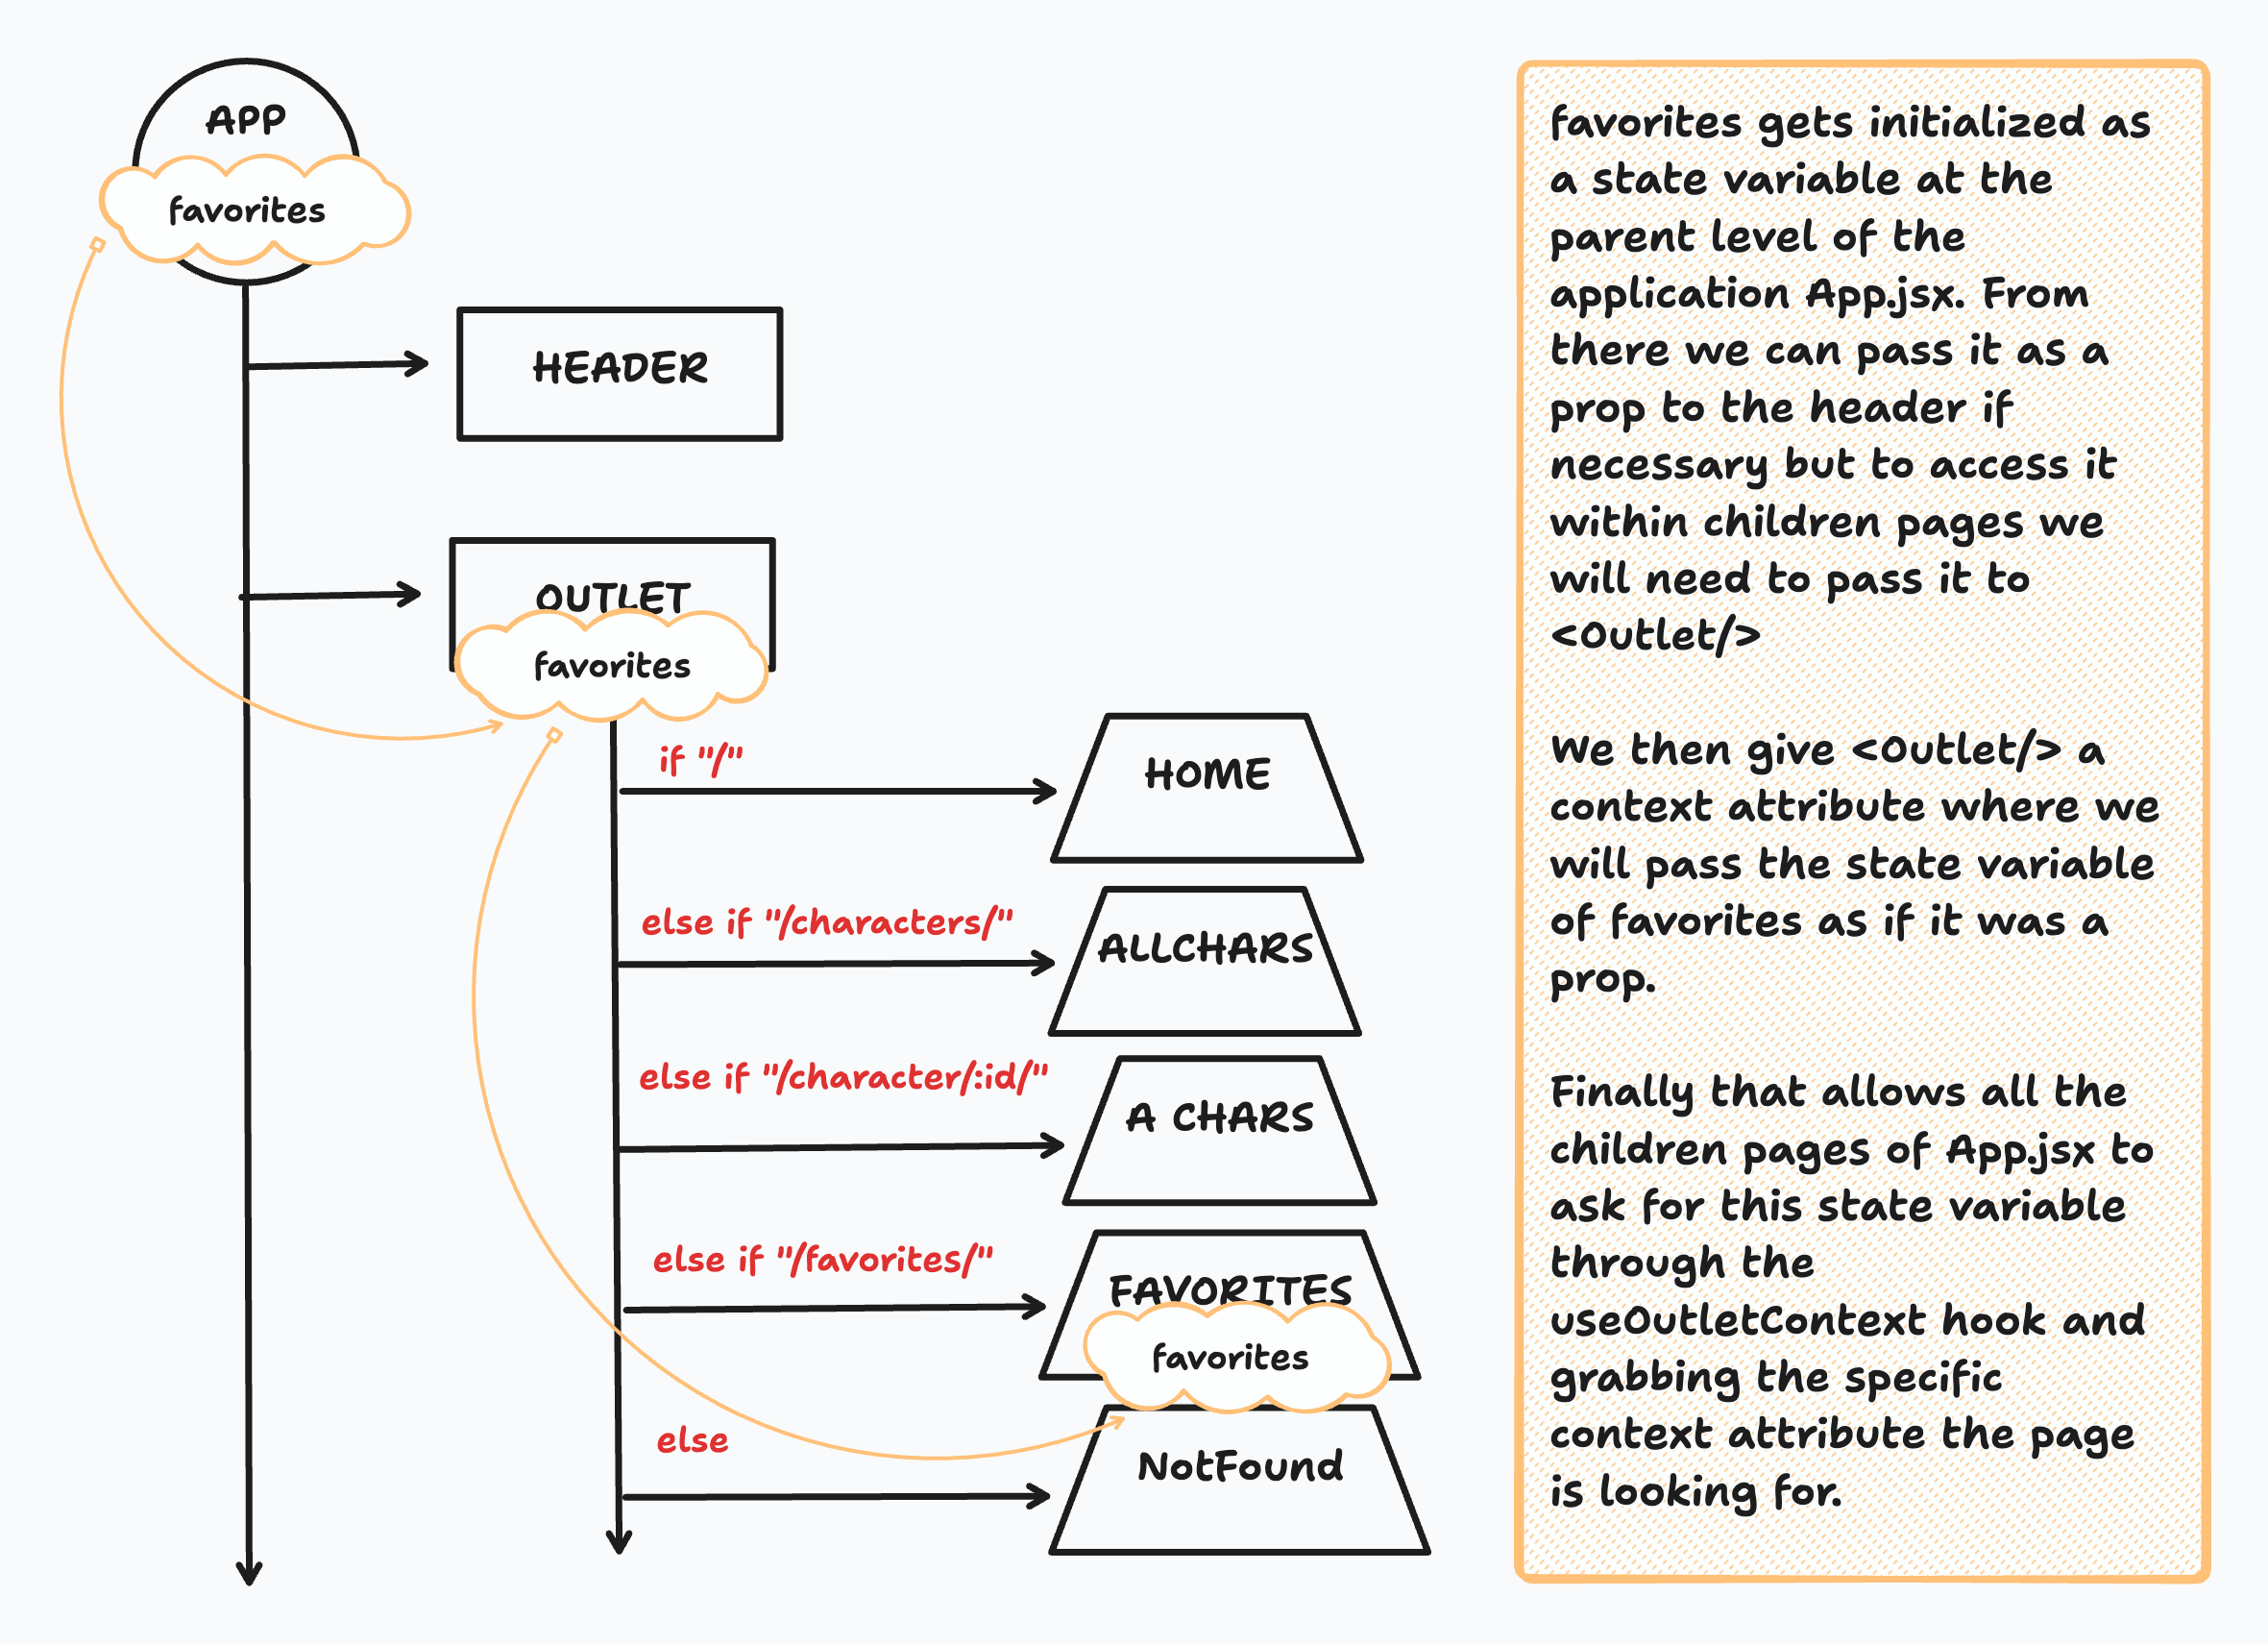 APP
favorites
HEADER
OUTLET
favorites
if "/"
HOME
else if "/characters/"
ALLCHARS
else if "/character/:id/"
A CHARS
else if "/favorites/"
FAVORITES
favorites
else
NotFound
favorites gets initialized as
a state variable at the
parent level of the
application App.jsx. From
there we can pass it as a
prop to the header if
necessary but to access it
within children pages we
will need to pass it to
<Outlet/>
We then give <Outlet/> a
context attribute where we
will pass the state variable
of favorites as if it was a
prop.
Finally that allows all the
children pages of App.jsx to
ask for this state variable
through the
useOutletContext hook and
grabbing the specific
context attribute the page
is looking for.